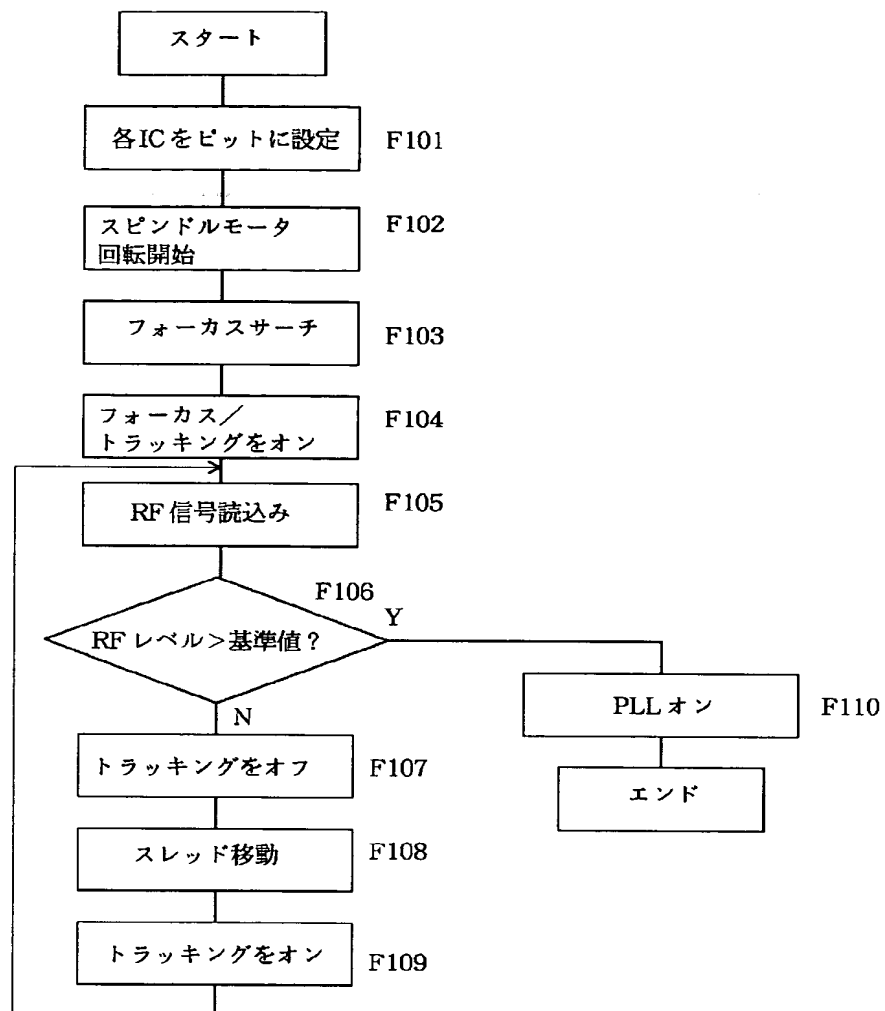 スタート
各ICをピットに設定
F101
スピンドルモータ
回転開始
F102
フォーカスサーチ
F103
フォーカス／
トラッキングをオン
F104
RF信号読込み
F105
F106
RFレベル＞基準値？
Y
N
PLLオン
F110
トラッキングをオフ
F107
エンド
スレッド移動
F108
トラッキングをオン
F109